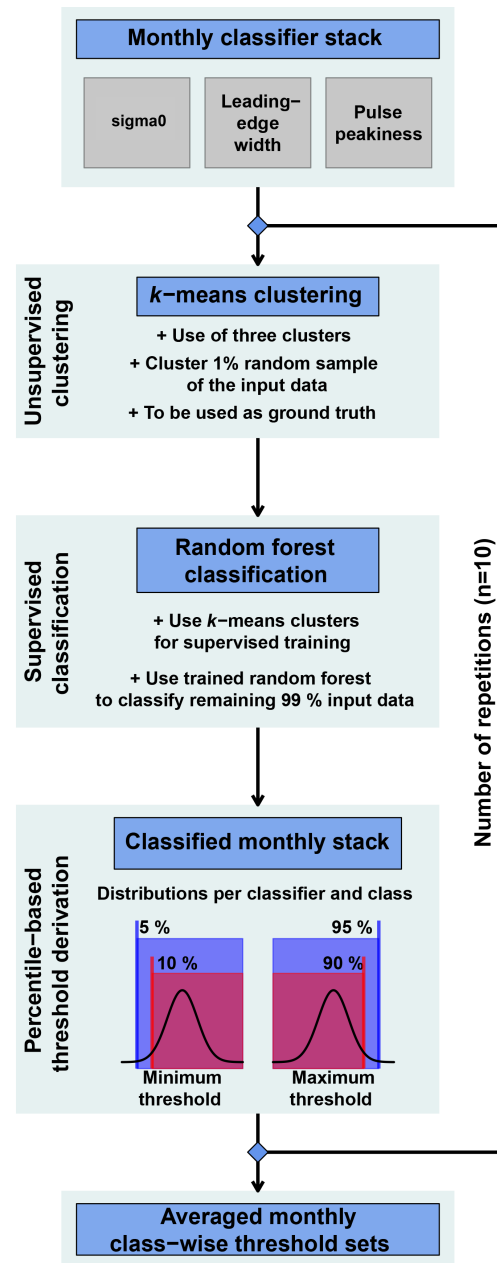 Monthly classifier stack
sigma0
Leading−
edge
width
Pulse
peakiness
Unsupervised
clustering
k−means clustering
+ Use of three clusters
+ Cluster 1% random sample
of the input data
+ To be used as ground truth
Supervised
classification
Random forest
classification
+ Use k−means clusters
for supervised training
+ Use trained random forest
to classify remaining 99 % input data
Number of repetitions (n=10)
Percentile−based
threshold derivation
Classified monthly stack
Distributions per classifier and class
5 %
10 %
95 %
90 %
Minimum
threshold
Maximum
threshold
Averaged monthly
class−wise threshold sets